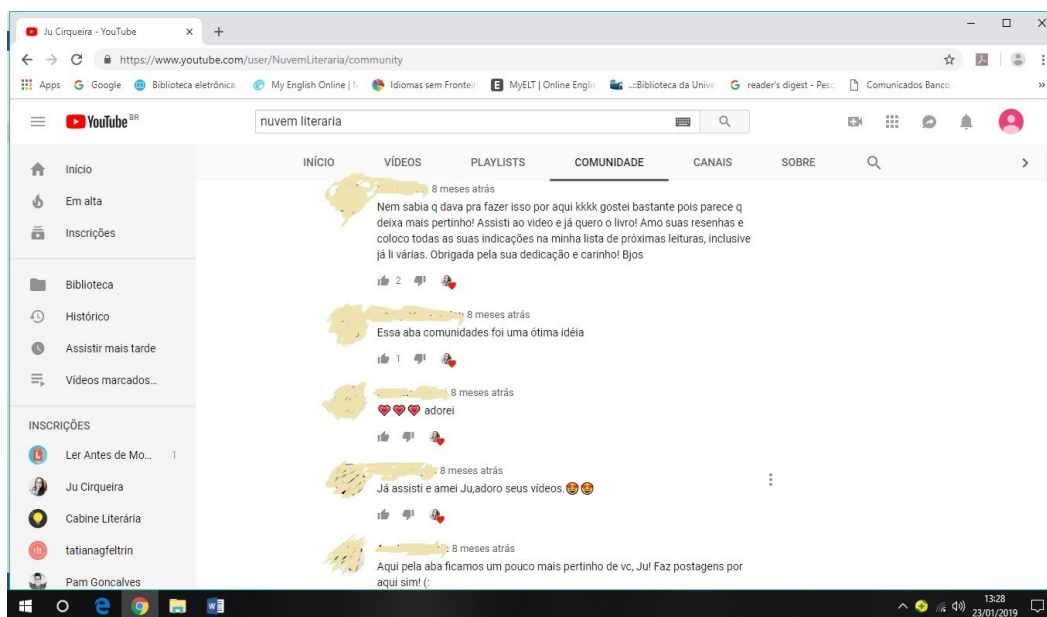 Ju Cirqueira - YouTube
https://www.youtube.com/user/NuvemLiteraria/community
Apps
Google
Biblioteca eletrônica
My English Online |
Idiomas sem Frontei
MyELT | Online Engli
..::Biblioteca da Unive
reader's digest - Pesq
Comunicados Banco
YouTube BR
nuvem literaria
INÍCIO
VÍDEOS
PLAYLISTS
COMUNIDADE
CANAIS
SOBRE
Início
Em alta
Inscrições
Biblioteca
Histórico
Assistir mais tarde
Vídeos marcados...
INSCRIÇÕES
Ler Antes de Mo... 1
Ju Cirqueira
Cabine Literária
tatianagfeltrin
Pam Gonçalves
8 meses atrás
Nem sabia q dava pra fazer isso por aqui kkkk gostei bastante pois parece q
deixa mais pertinho! Assisti ao video e já quero o livro! Amo suas resenhas e
coloco todas as suas indicações na minha lista de próximas leituras, inclusive
já li várias. Obrigada pela sua dedicação e carinho! Bjos
2
8 meses atrás
Essa aba comunidades foi uma ótima idéia
1
8 meses atrás
adorei
8 meses atrás
Já assisti e amei Ju,adoro seus vídeos.
8 meses atrás
Aqui pela aba ficamos um pouco mais pertinho de vc, Ju! Faz postagens por
aqui sim! (:
13:28
23/01/2019